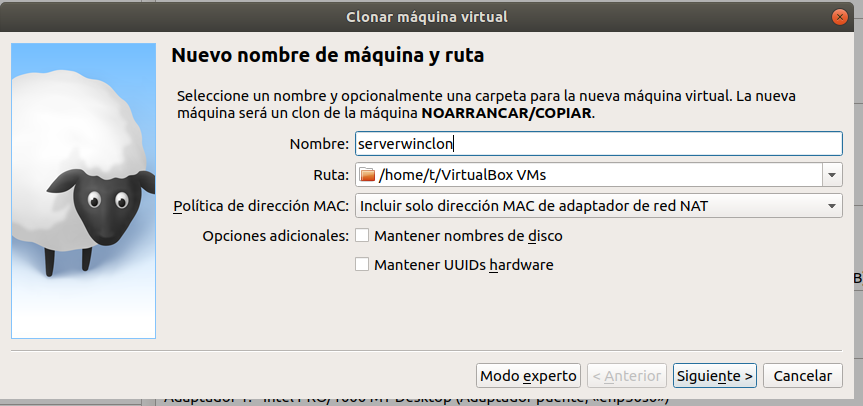 Clonar máquina virtual
Nuevo nombre de máquina y ruta
Seleccione un nombre y opcionalmente una carpeta para la nueva máquina virtual. La nueva
máquina será un clon de la máquina NOARRANCAR/COPIAR.
Nombre: serverwinclon
Ruta: /home/t/VirtualBox VMs
Política de dirección MAC: Incluir solo dirección MAC de adaptador de red NAT
Opciones adicionales: Mantener nombres de disco
Mantener UUIDs hardware
B
Modo experto < Anterior Siguiente > Cancelar
Adaptador 1: Intel PRO/1000 MT Desktop (Adaptador puente, «enp3s0»)